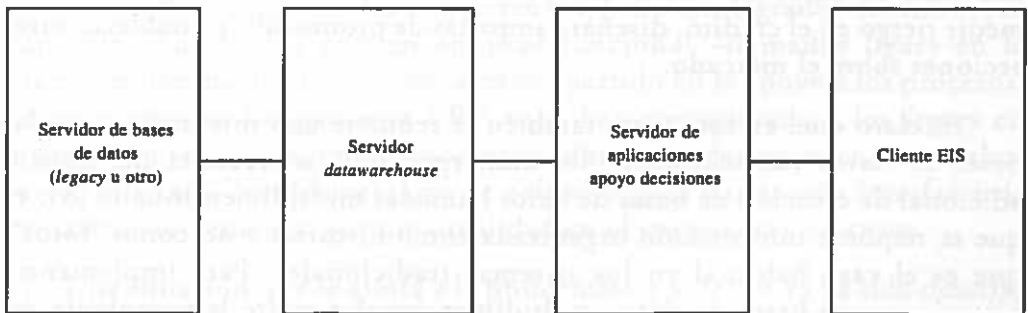 Servidor de bases
de datos
(legacy u otro)
Servidor
datawarehouse
Servidor de
aplicaciones
apoyo decisiones
Cliente EIS